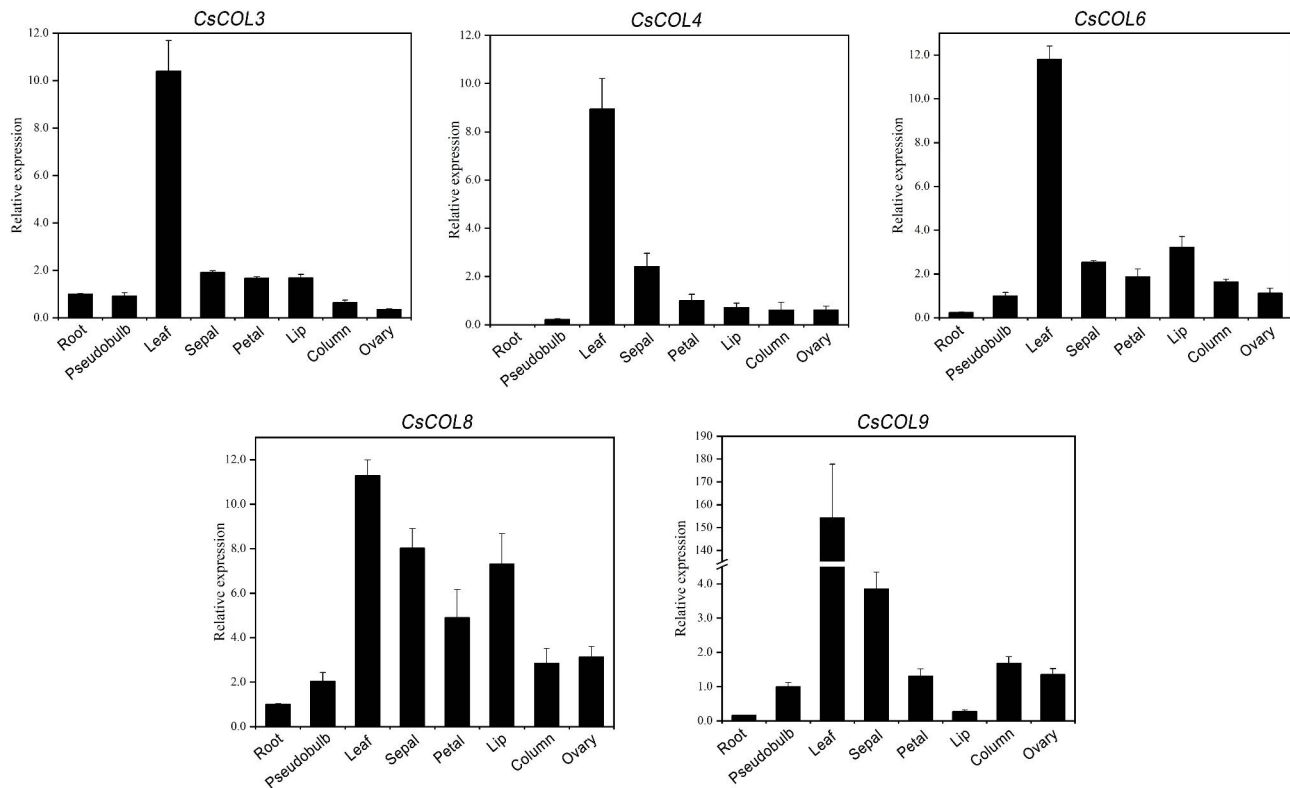 CsCOL3
Relative expression
12.0
10.0
8.0
6.0
4.0
2.0
0.0
Root
Pseudobulb
Leaf
Sepal
Petal
Lip
Column
Ovary
CsCOL4
Relative expression
12.0
10.0
8.0
6.0
4.0
2.0
0.0
Root
Pseudobulb
Leaf
Sepal
Petal
Lip
Column
Ovary
CsCOL6
Relative expression
12.0
10.0
8.0
6.0
4.0
2.0
0.0
Root
Pseudobulb
Leaf
Sepal
Petal
Lip
Column
Ovary
CsCOL8
Relative expression
12.0
10.0
8.0
6.0
4.0
2.0
0.0
Root
Pseudobulb
Leaf
Sepal
Petal
Lip
Column
Ovary
CsCOL9
Relative expression
190
180
170
160
150
140
4.0
3.0
2.0
1.0
0.0
Root
Pseudobulb
Leaf
Sepal
Petal
Lip
Column
Ovary